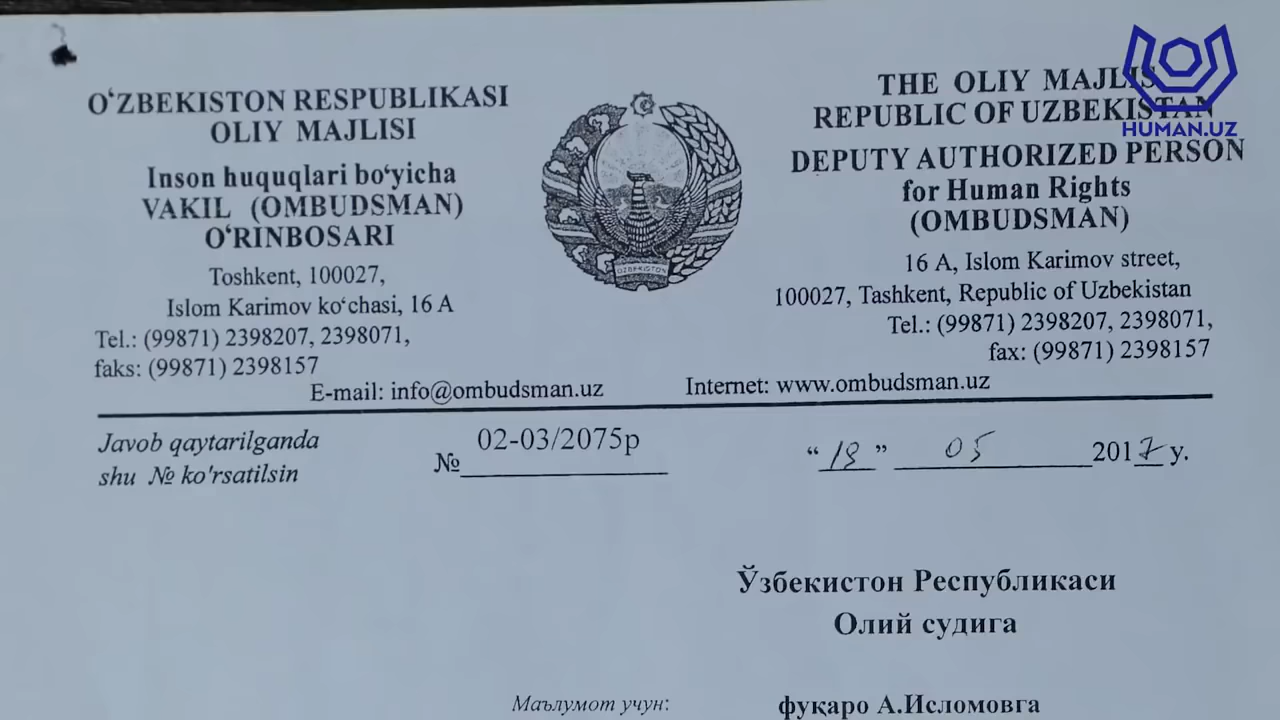 O‘ZBEKISTON RESPUBLIKASI
OLIY MAJLISI
Inson huquqlari bo‘yicha
VAKIL (OMBUDSMAN)
O‘RINBOSARI
Toshkent, 100027,
Islom Karimov ko‘chasi, 16 A
Tel.: (99871) 2398207, 2398071,
faks: (99871) 2398157
THE OLIY MAJLIS
REPUBLIC OF UZBEKISTAN
DEPUTY AUTHORIZED PERSON
for Human Rights
(OMBUDSMAN)
16 A, Islom Karimov street,
100027, Tashkent, Republic of Uzbekistan
Tel.: (99871) 2398207, 2398071,
fax: (99871) 2398157
E-mail: info@ombudsman.uz Internet: www.ombudsman.uz
O‘ZBEKISTON
HUMAN.UZ
Javob qaytarilganda
shu № ko'rsatilsin
№ 02-03/2075р
“18” 05 2017 y.
Ўзбекистон Республикаси
Олий судига
Маълумот учун: фуқаро А.Исломовга